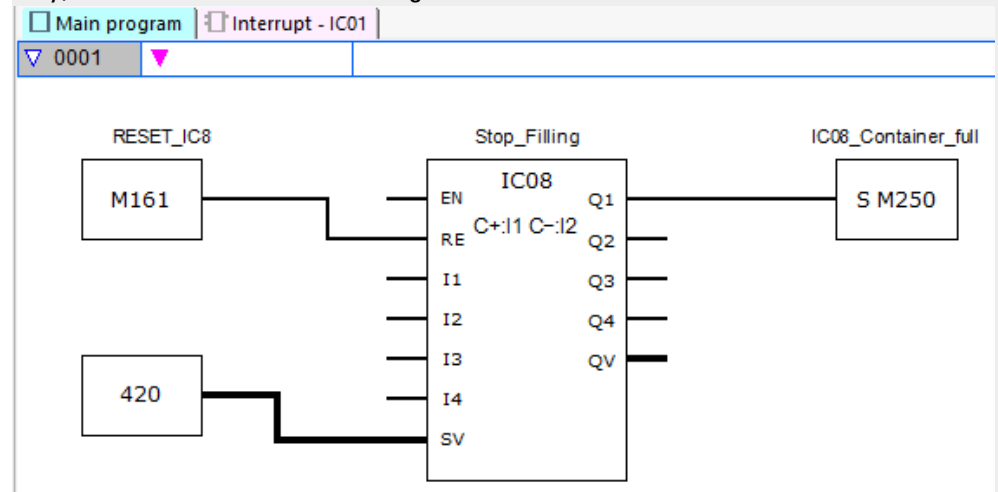 Main program Interrupt - IC01
0001
RESET_IC8 Stop_Filling IC08_Container_full
M161 IC08 S M250
EN Q1
C+:I1 C−:I2
RE Q2
I1 Q3
I2 Q4
I3 QV
420 I4
SV